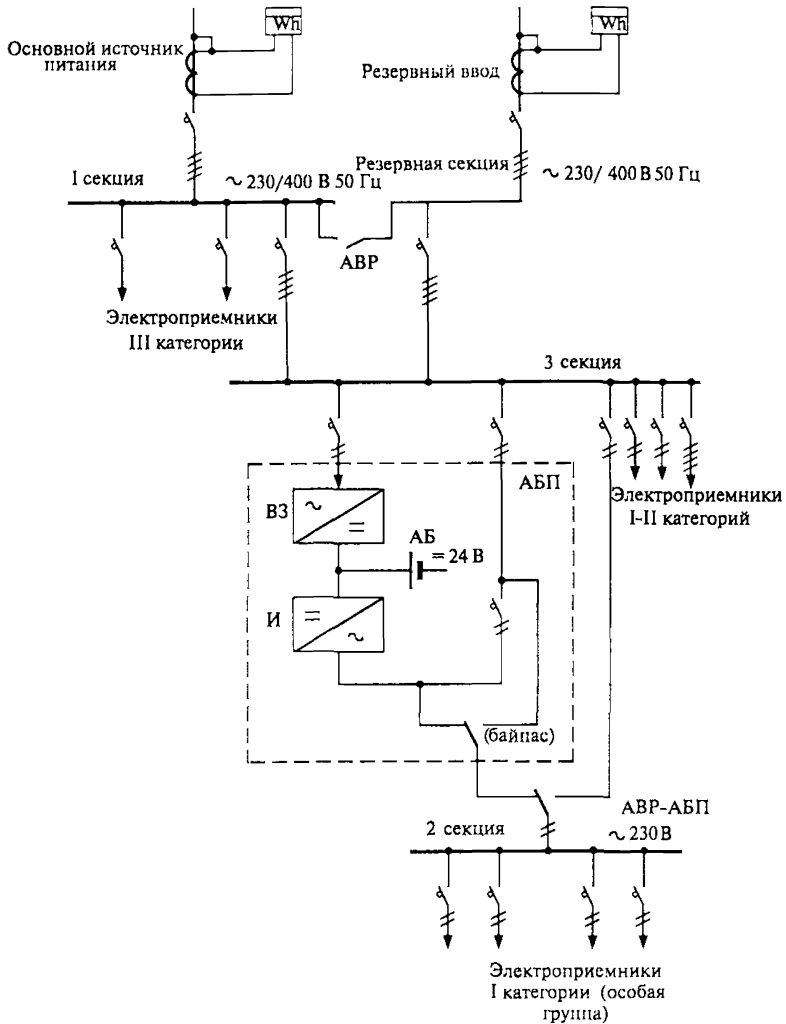 Wh
Wh
Основной источник
питания
Резервный ввод
Резервная секция
I секция
~ 230/400 В 50 Гц
~ 230/ 400 В 50 Гц
АВР
Электроприемники
III категории
3 секция
АБП
ВЗ
~
=
АБ
= 24 В
Электроприемники
I-II категорий
И
=
~
(байпас)
АВР-АБП
2 секция
~ 230 В
Электроприемники
I категории (особая
группа)